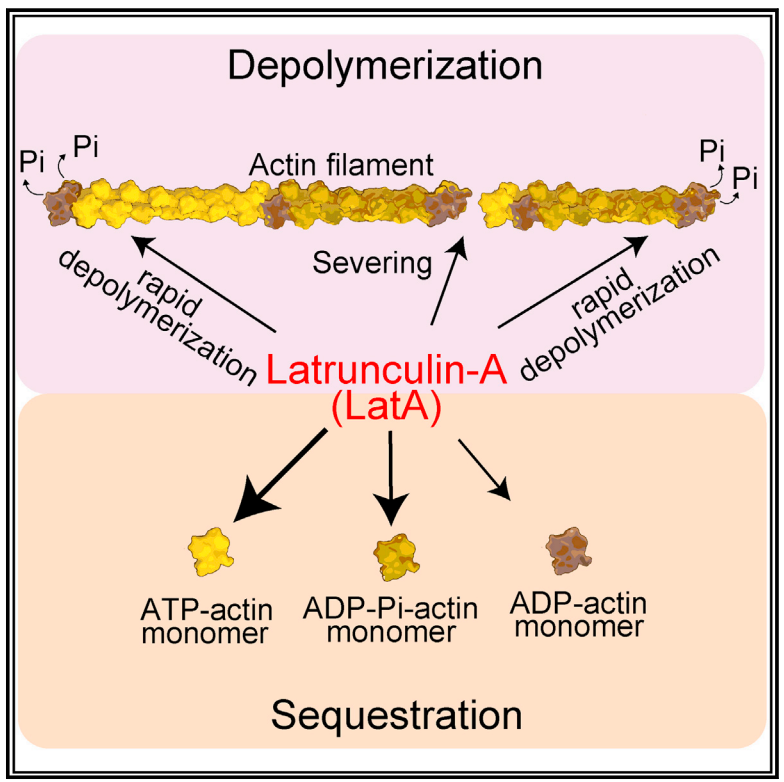 Depolymerization
Pi
Pi
Actin filament
Pi
Pi
Severing
rapid
depolymerization
rapid
depolymerization
Latrunculin-A
(LatA)
ATP-actin
monomer
ADP-Pi-actin
monomer
ADP-actin
monomer
Sequestration